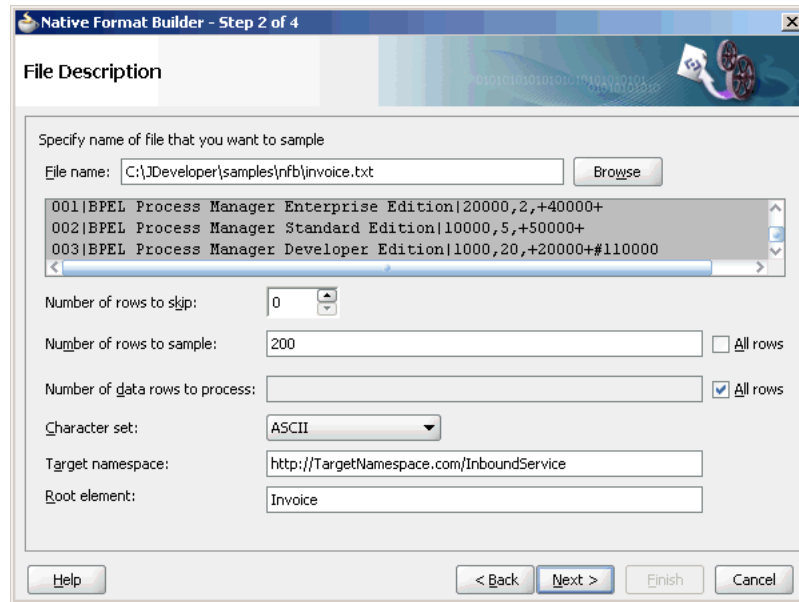 Native Format Builder - Step 2 of 4
File Description
Specify name of file that you want to sample
File name: C:\JDeveloper\samples\nfb\invoice.txt Browse
001|BPEL Process Manager Enterprise Edition|20000,2,+40000+
002|BPEL Process Manager Standard Edition|10000,5,+50000+
003|BPEL Process Manager Developer Edition|1000,20,+20000+#110000
Number of rows to skip: 0
Number of rows to sample: 200 All rows
Number of data rows to process: All rows
Character set: ASCII
Target namespace: http://TargetNamespace.com/InboundService
Root element: Invoice
Help < Back Next > Finish Cancel